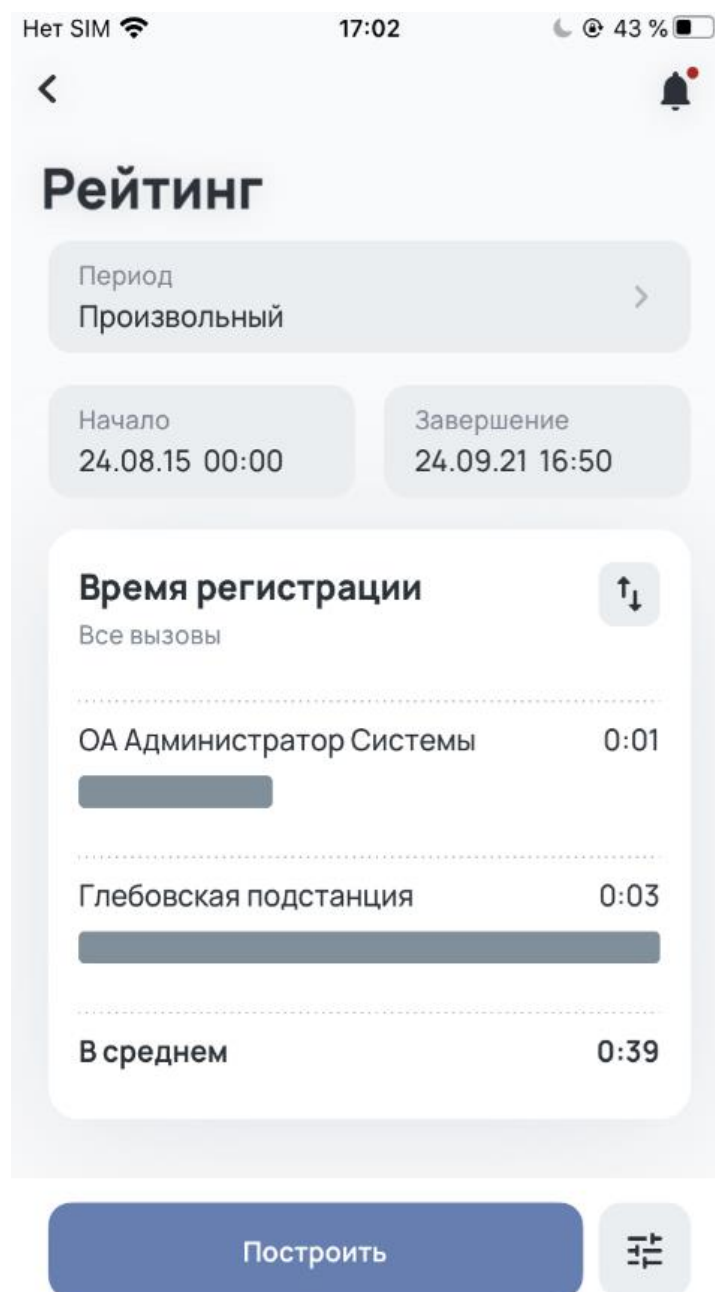 Нет SIM 17:02 43 %
Рейтинг
Период
Произвольный
Начало
24.08.15 00:00
Завершение
24.09.21 16:50
Время регистрации
Все вызовы
ОА Администратор Системы 0:01
Глебовская подстанция 0:03
В среднем 0:39
Построить